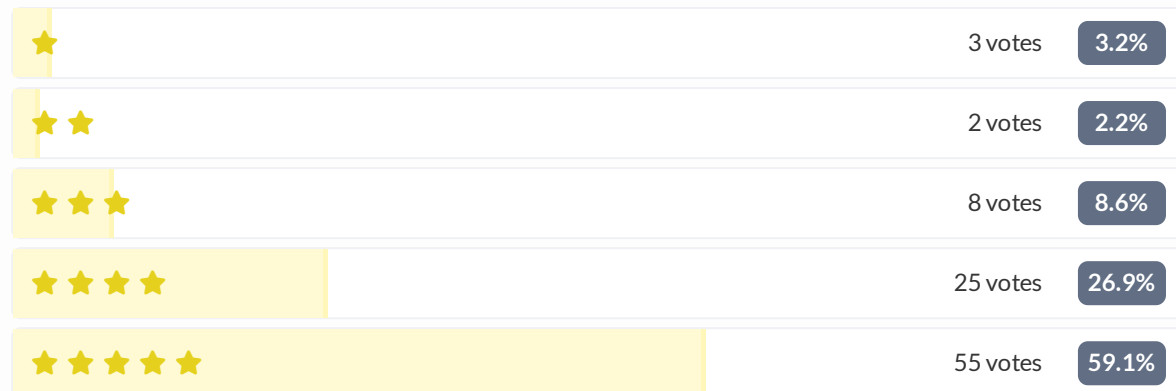 3 votes 3.2%
2 votes 2.2%
8 votes 8.6%
25 votes 26.9%
55 votes 59.1%